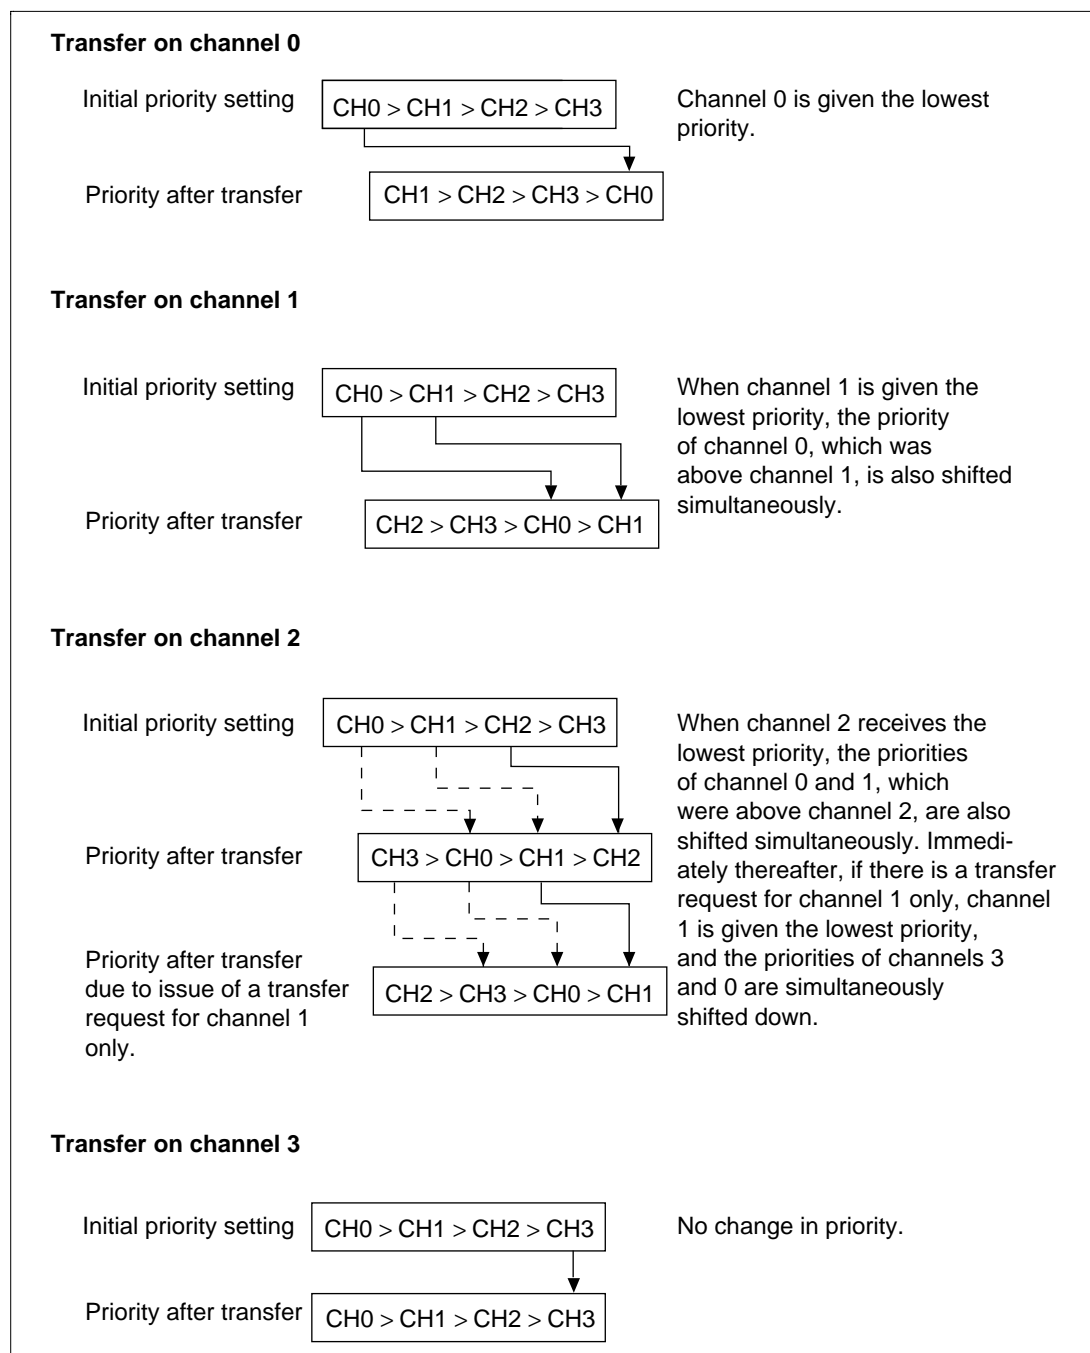 Transfer on channel 0
Initial priority setting
CH0 > CH1 > CH2 > CH3
Channel 0 is given the lowest
priority.
Priority after transfer
CH1 > CH2 > CH3 > CH0
Transfer on channel 1
Initial priority setting
CH0 > CH1 > CH2 > CH3
When channel 1 is given the
lowest priority, the priority
of channel 0, which was
above channel 1, is also shifted
simultaneously.
Priority after transfer
CH2 > CH3 > CH0 > CH1
Transfer on channel 2
Initial priority setting
CH0 > CH1 > CH2 > CH3
When channel 2 receives the
lowest priority, the priorities
of channel 0 and 1, which
were above channel 2, are also
shifted simultaneously. Immedi-
ately thereafter, if there is a transfer
request for channel 1 only, channel
1 is given the lowest priority,
and the priorities of channels 3
and 0 are simultaneously
shifted down.
Priority after transfer
CH3 > CH0 > CH1 > CH2
Priority after transfer
due to issue of a transfer
request for channel 1
only.
CH2 > CH3 > CH0 > CH1
Transfer on channel 3
Initial priority setting
CH0 > CH1 > CH2 > CH3
No change in priority.
Priority after transfer
CH0 > CH1 > CH2 > CH3